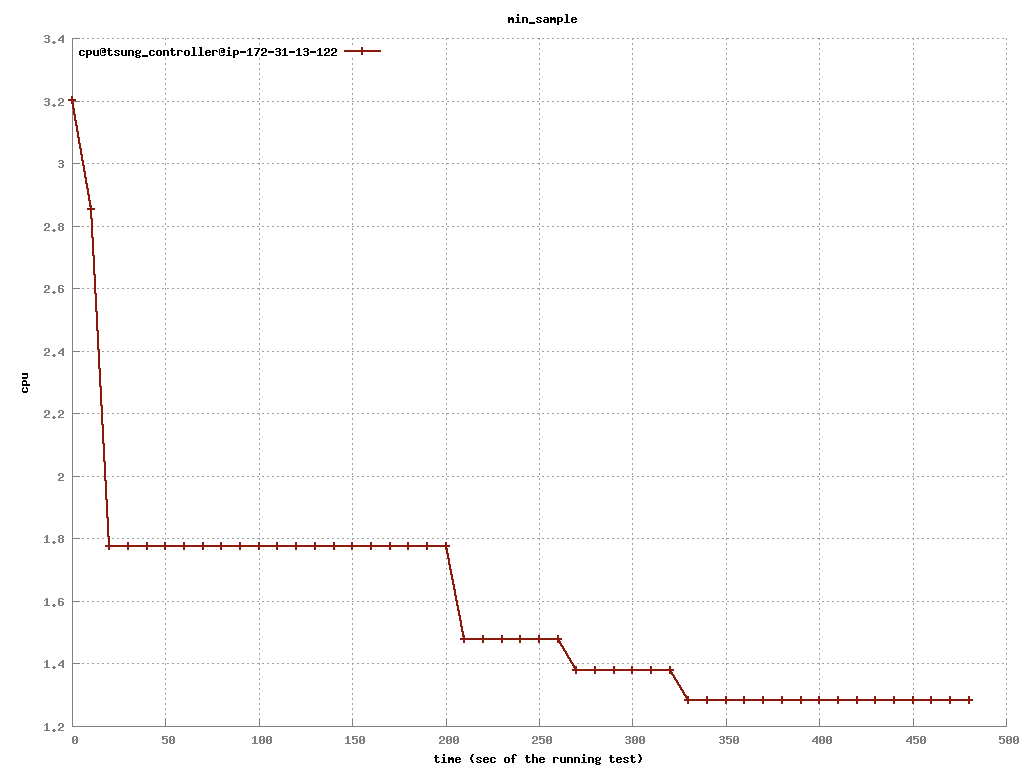 min_sample
3.4
cpu@tsung_controller@ip-172-31-13-122
3.2
3
2.8
2.6
2.4
cpu
2.2
2
1.8
1.6
1.4
1.2
0 50 100 150 200 250 300 350 400 450 500
time (sec of the running test)